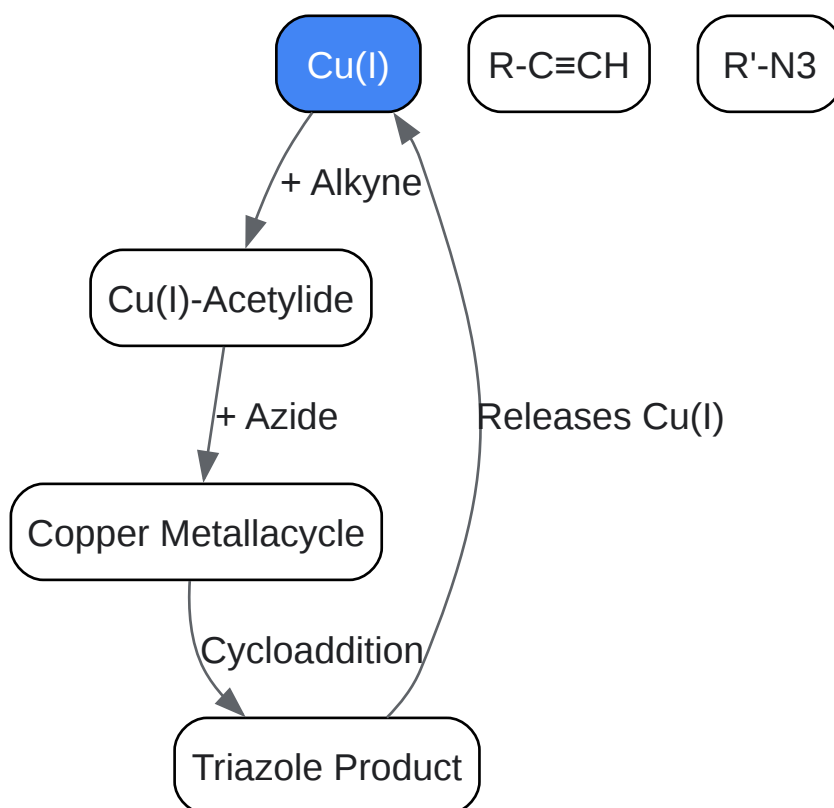 Cu(I)
R-C≡CH
R'-N3
+ Alkyne
Cu(I)-Acetylide
+ Azide
Releases Cu(I)
Copper Metallacycle
Cycloaddition
Triazole Product